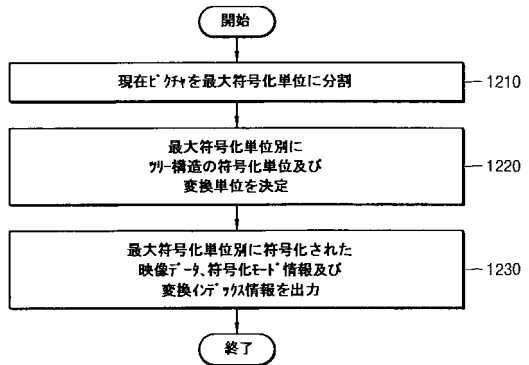 開始
現在ピクチャを最大符号化単位に分割
1210
最大符号化単位別に
ツリー構造の符号化単位及び
変換単位を決定
1220
最大符号化単位別に符号化された
映像データ、符号化モード情報及び
変換インデックス情報を出力
1230
終了